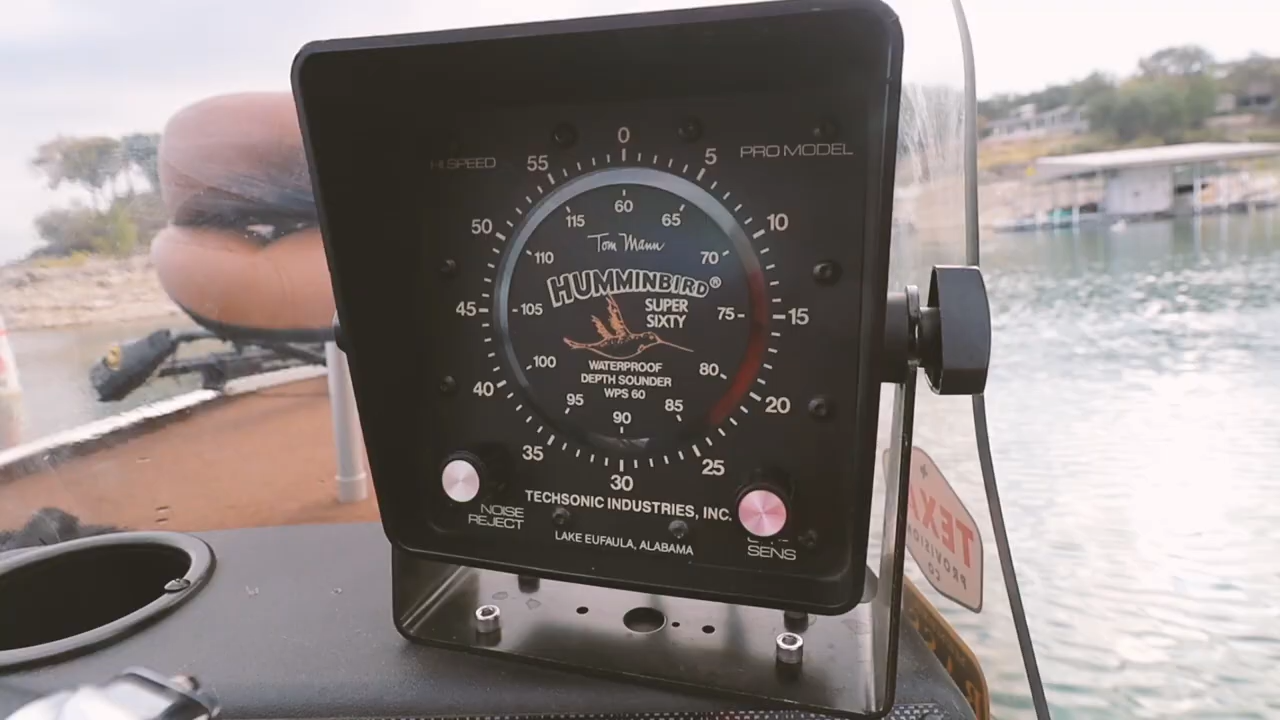 HI SPEED
PRO MODEL
0
5
10
15
20
25
30
35
40
45
50
55
60
65
70
75
80
85
90
95
100
105
110
115
Tom Mann
HUMMINBIRD®
SUPER
SIXTY
WATERPROOF
DEPTH SOUNDER
WPS 60
TECHSONIC INDUSTRIES, INC.
LAKE EUFAULA, ALABAMA
NOISE
REJECT
SENS
PROVISION
CO